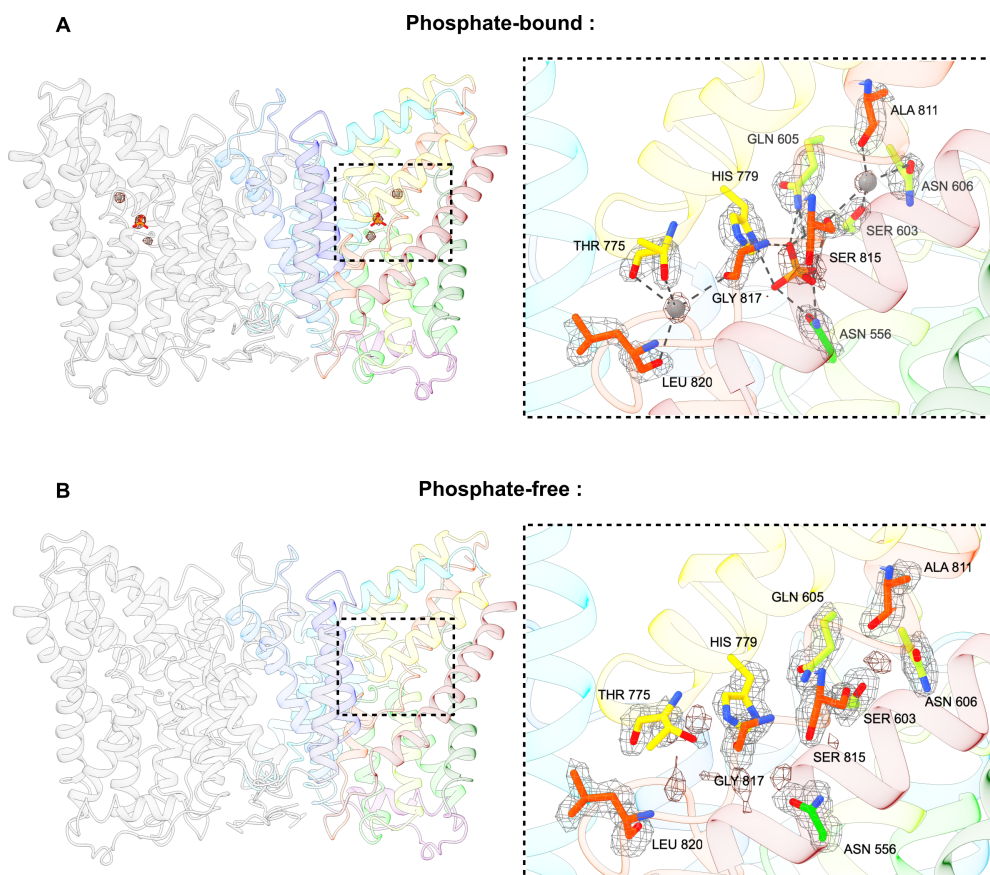 A
Phosphate-bound :
ALA 811
GLN 605
HIS 779
ASN 606
SER 603
THR 775
SER 815
GLY 817
ASN 556
LEU 820
B
Phosphate-free :
ALA 811
GLN 605
HIS 779
THR 775
ASN 606
SER 603
SER 815
GLY 817
LEU 820
ASN 556